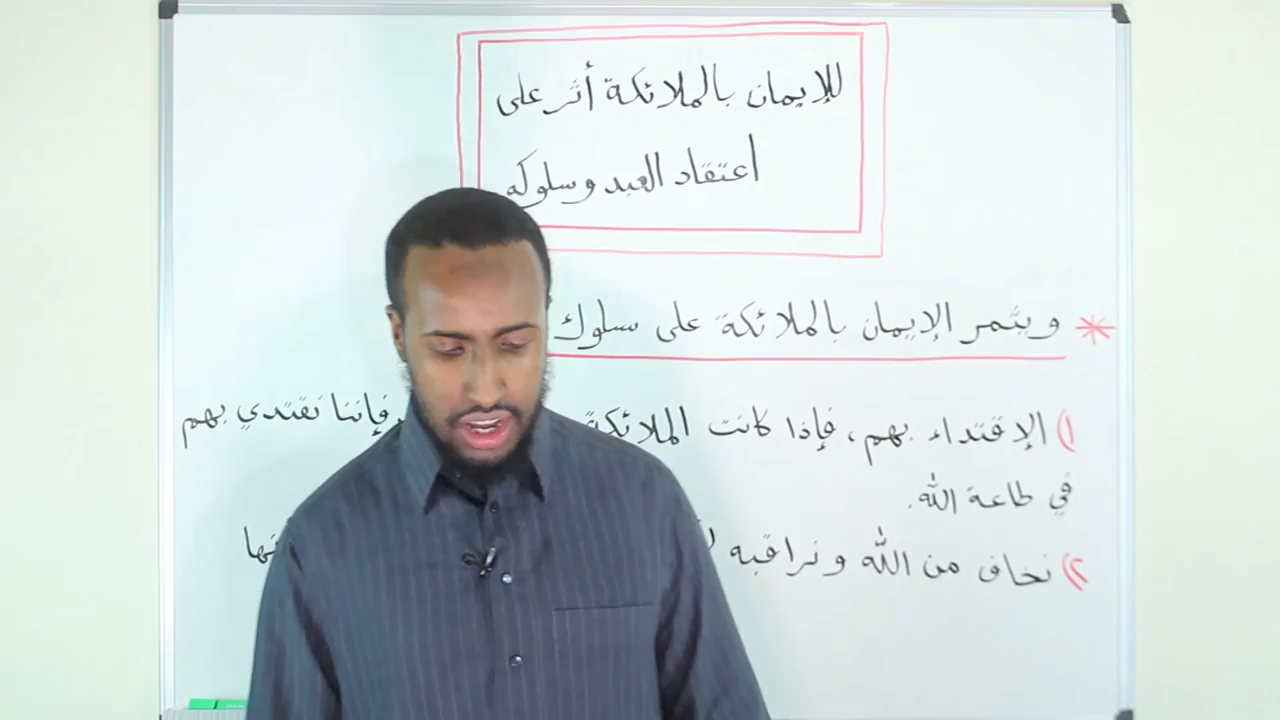 للإيمان بالملائكة أثر على
أعتقاد العبد وسلوكه
* ويثمر الإيمان بالملائكة على سلوك
١) الإقتداء بهم، فإذا كانت الملائكة فإننا نقتدي بهم
في طاعة الله.
٢) نخاف من الله ونراقبه